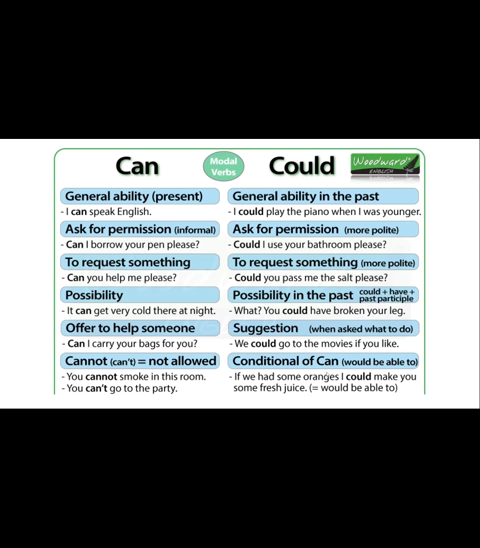 Can
Modal
Verbs
Could
Woodward®
ENGLISH
General ability (present)
- I can speak English.
Ask for permission (informal)
- Can I borrow your pen please?
To request something
- Can you help me please?
Possibility
- It can get very cold there at night.
Offer to help someone
- Can I carry your bags for you?
Cannot (can't) = not allowed
- You cannot smoke in this room.
- You can't go to the party.
General ability in the past
- I could play the piano when I was younger.
Ask for permission (more polite)
- Could I use your bathroom please?
To request something (more polite)
- Could you pass me the salt please?
Possibility in the past could + have +
past participle
- What? You could have broken your leg.
Suggestion (when asked what to do)
- We could go to the movies if you like.
Conditional of Can (would be able to)
- If we had some oranges I could make you
some fresh juice. (= would be able to)